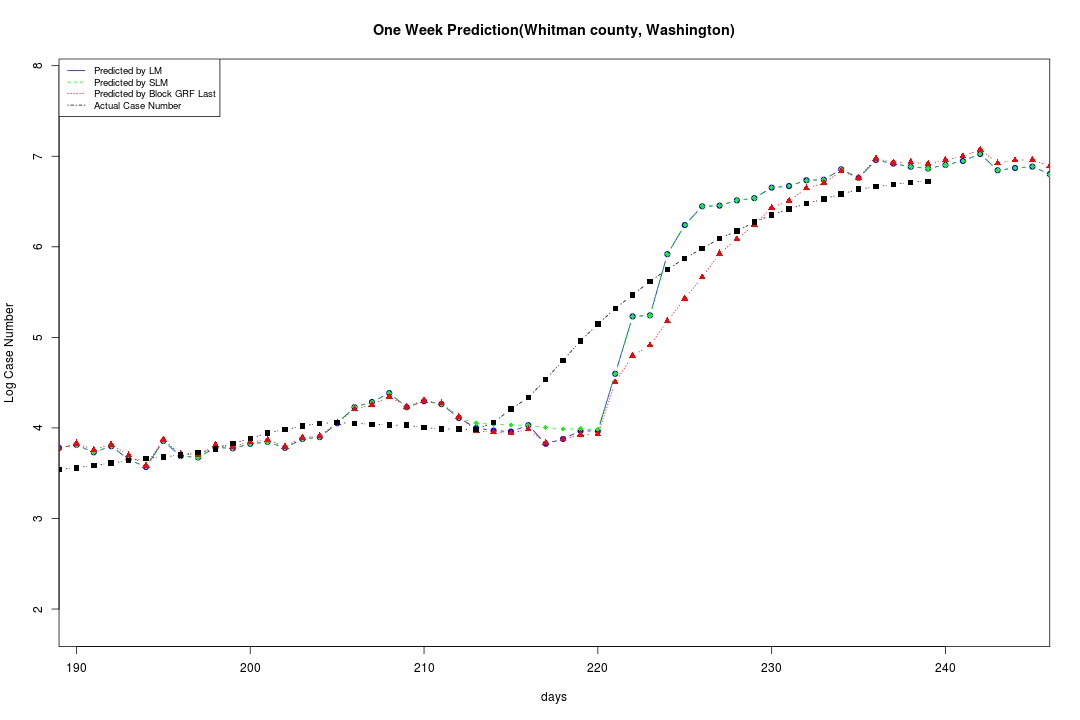 One Week Prediction(Whitman county, Washington)
Predicted by LM
Predicted by SLM
Predicted by Block GRF Last
Actual Case Number
8
7
6
5
4
3
2
Log Case Number
190 200 210 220 230 240
days